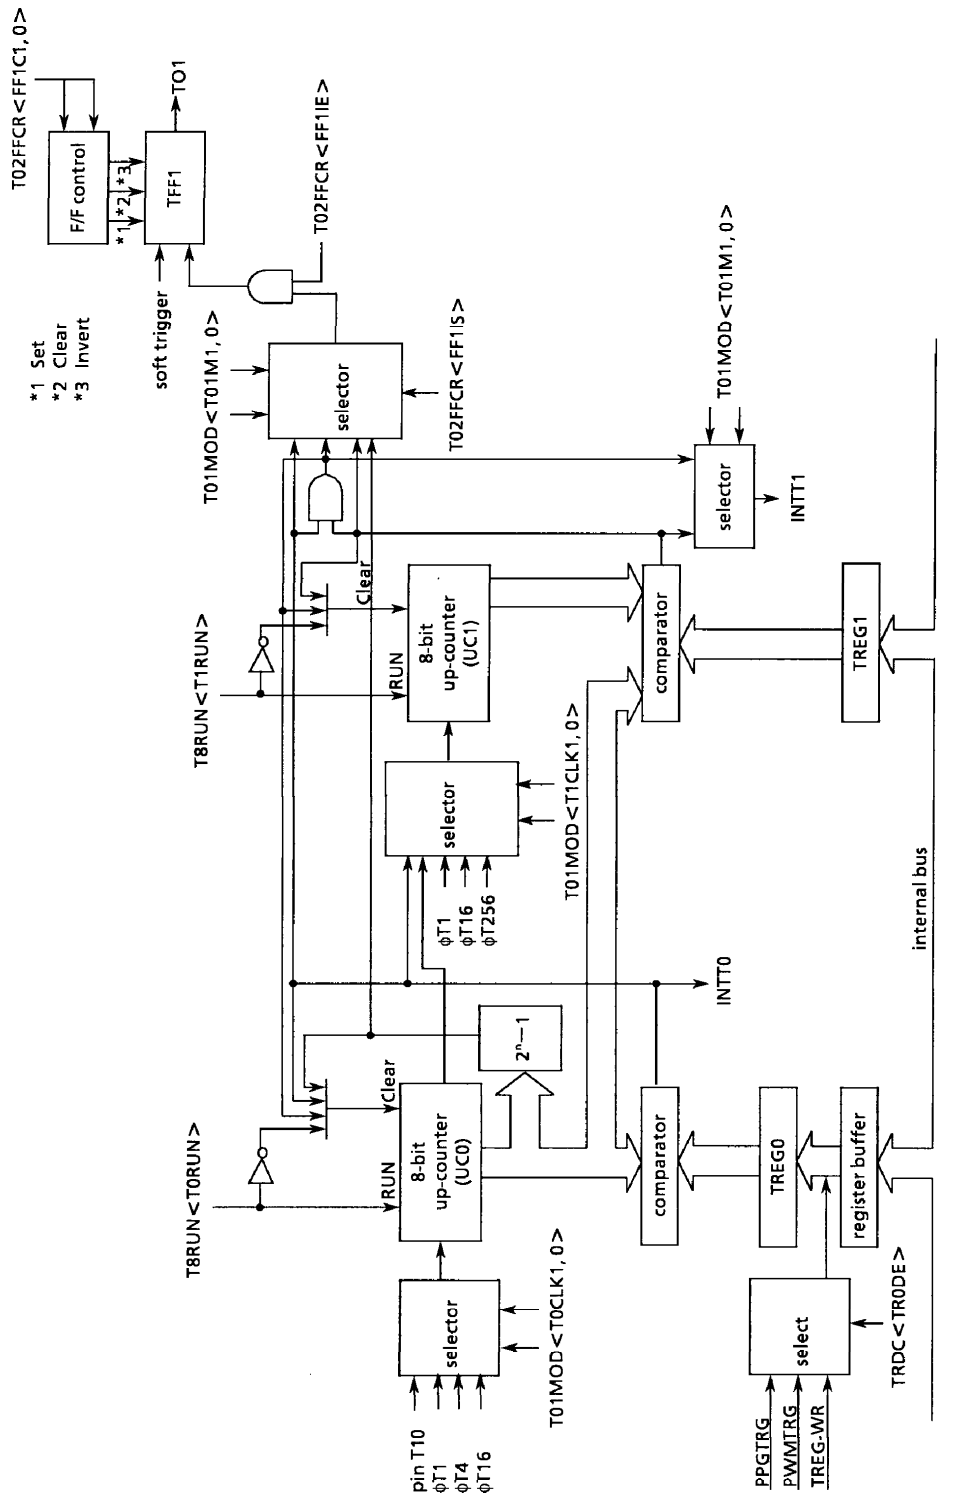 T8RUN<T0RUN>
T8RUN<T1RUN>
T01MOD<T01M1, 0>
*1 Set
*2 Clear
*3 Invert
soft trigger
T02FFCR<FF1C1, 0>
F/F control
*1 *2 *3
TFF1
TO1
T02FFCR<FF1IE>
selector
T02FFCR<FF1IS>
pin T10
φT1
φT4
φT16
selector
T01MOD<T0CLK1, 0>
RUN
Clear
8-bit
up-counter
(UC0)
2ⁿ—1
φT1
φT16
φT256
selector
T01MOD<T1CLK1, 0>
RUN
Clear
8-bit
up-counter
(UC1)
comparator
INTT0
comparator
selector
T01MOD<T01M1, 0>
INTT1
PPGTRG
PWMTRG
TREG-WR
select
TRDC<TR0DE>
TREG0
register buffer
TREG1
internal bus